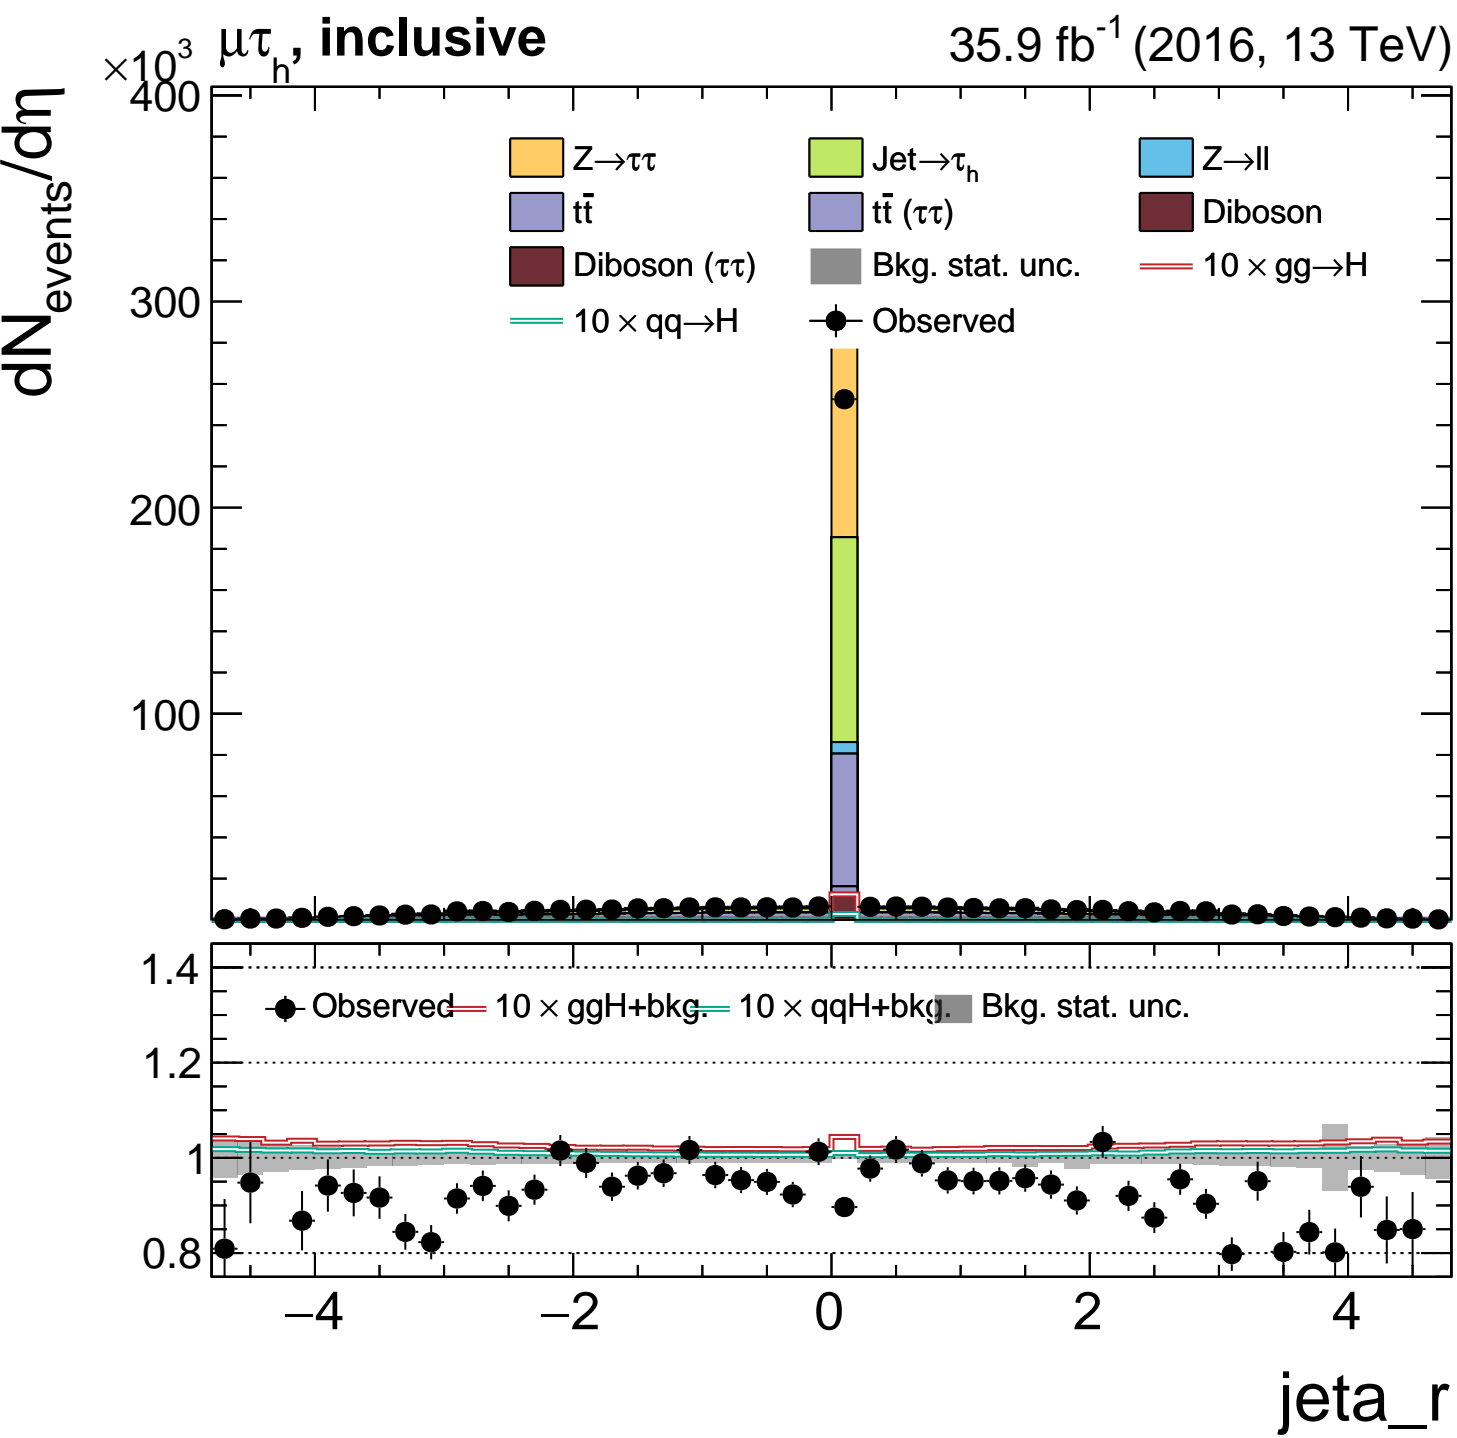 ×10³ μτₕ, inclusive 35.9 fb⁻¹ (2016, 13 TeV)
dN_events/dη
400
300
200
100
Z→ττ Jet→τₕ Z→ll
tt̄ tt̄ (ττ) Diboson
Diboson (ττ) Bkg. stat. unc. 10 × gg→H
10 × qq→H Observed
1.4
1.2
1
0.8
Observed 10 × ggH+bkg. 10 × qqH+bkg. Bkg. stat. unc.
−4 −2 0 2 4
jeta_r